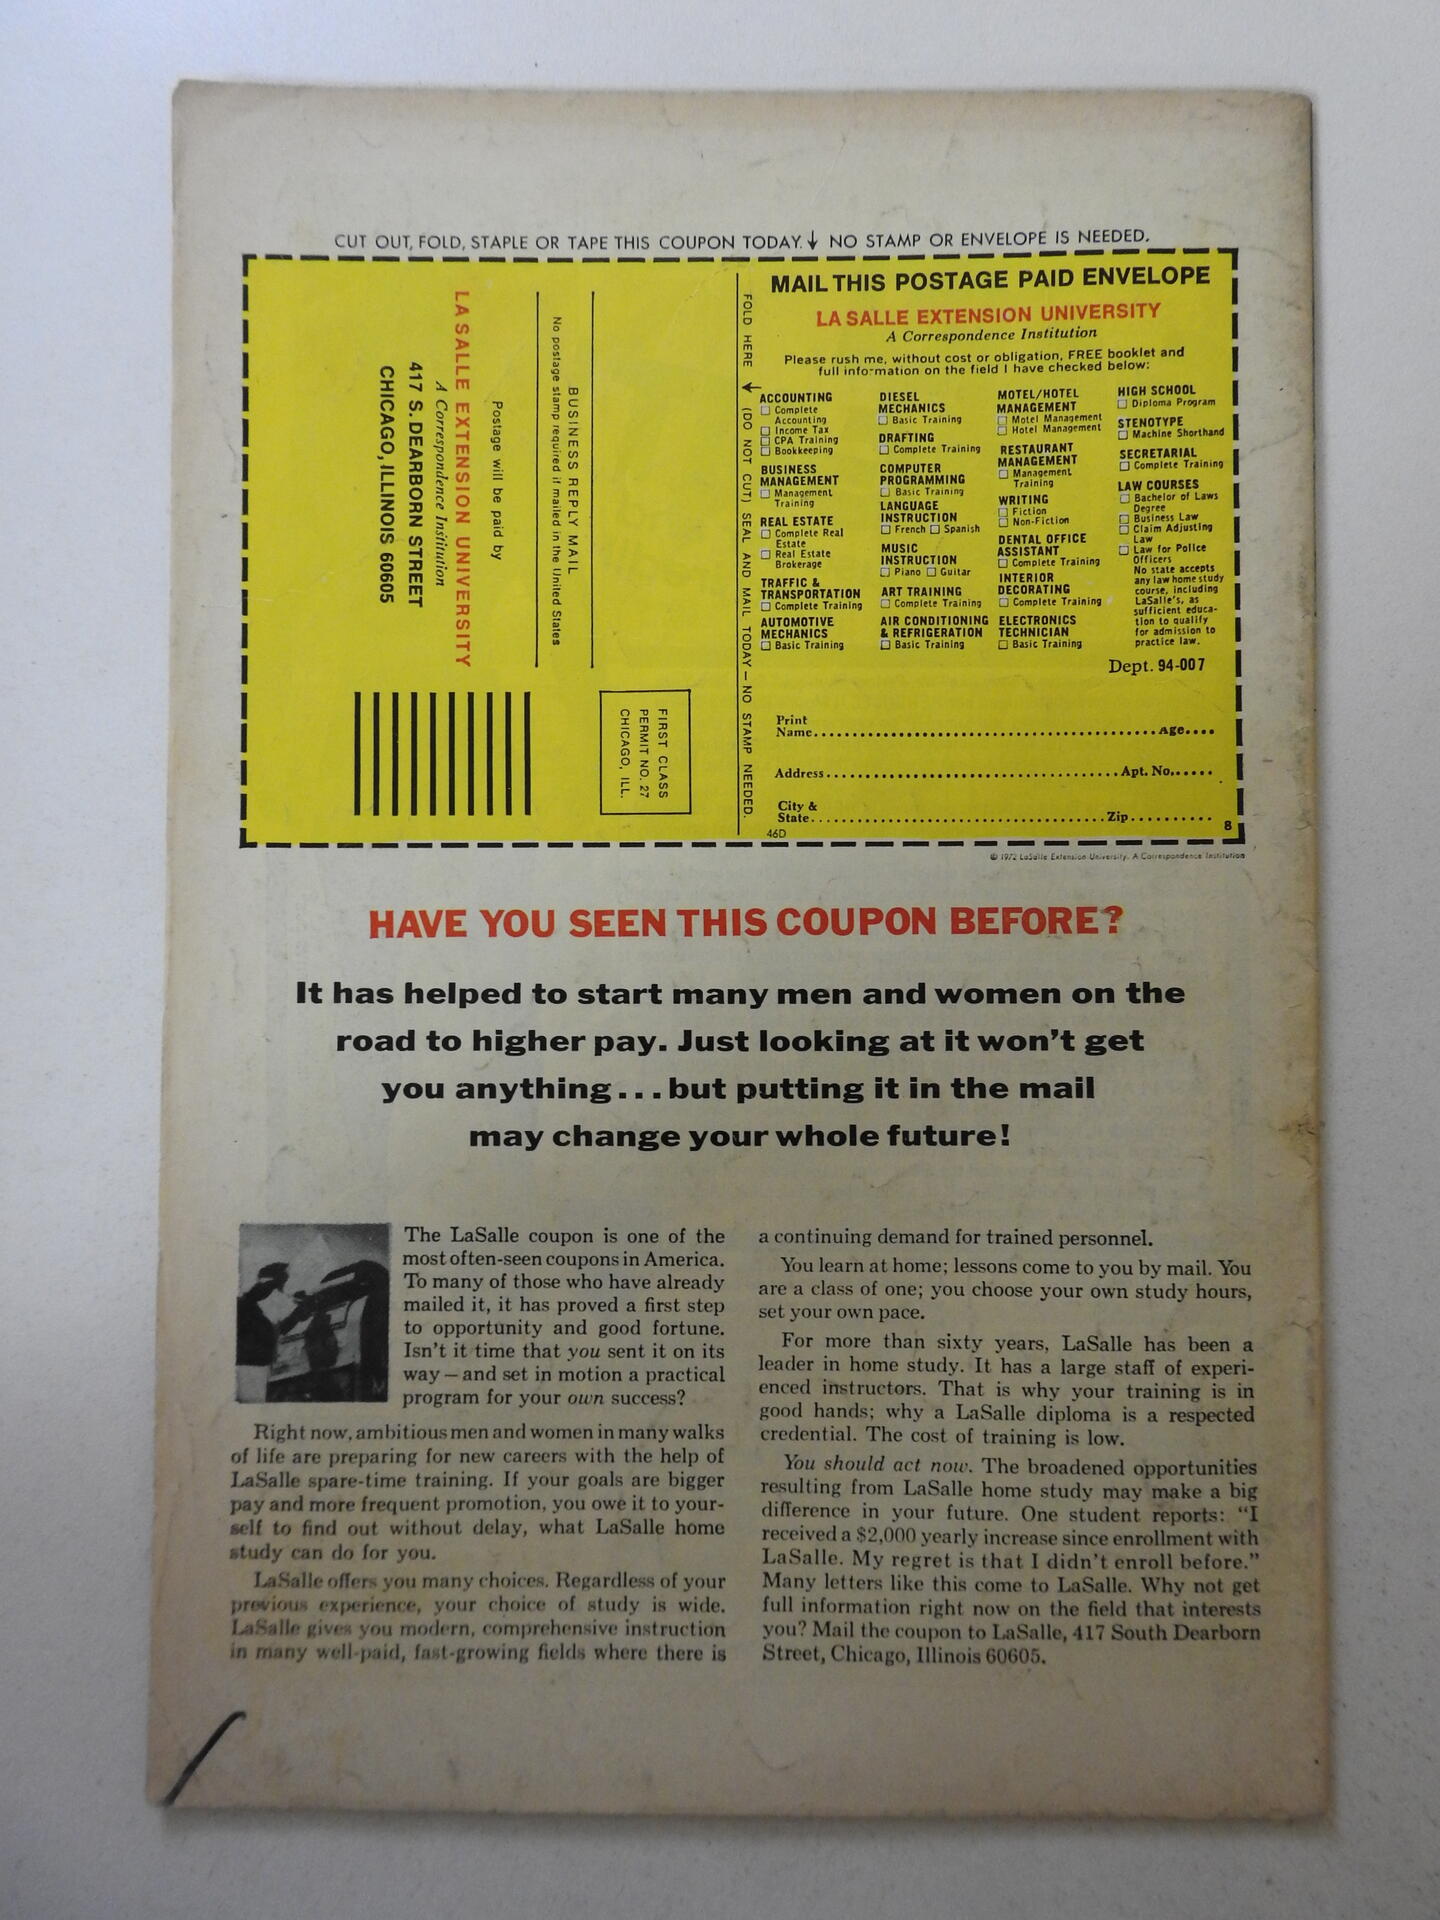 CUT OUT, FOLD, STAPLE OR TAPE THIS COUPON TODAY. ↓ NO STAMP OR ENVELOPE IS NEEDED.
FIRST CLASS
PERMIT NO. 27
CHICAGO, ILL.
BUSINESS REPLY MAIL
No postage stamp required if mailed in the United States
Postage will be paid by
LA SALLE EXTENSION UNIVERSITY
A Correspondence Institution
417 S. DEARBORN STREET
CHICAGO, ILLINOIS 60605
FOLD HERE ↓ (DO NOT CUT) SEAL AND MAIL TODAY — NO STAMP NEEDED.
MAIL THIS POSTAGE PAID ENVELOPE
LA SALLE EXTENSION UNIVERSITY
A Correspondence Institution
Please rush me, without cost or obligation, FREE booklet and
full information on the field I have checked below:
ACCOUNTING
☐ Complete
Accounting
☐ Income Tax
☐ CPA Training
☐ Bookkeeping
BUSINESS
MANAGEMENT
☐ Management
Training
REAL ESTATE
☐ Complete Real
Estate
☐ Real Estate
Brokerage
TRAFFIC &
TRANSPORTATION
☐ Complete Training
AUTOMOTIVE
MECHANICS
☐ Basic Training
DIESEL
MECHANICS
☐ Basic Training
DRAFTING
☐ Complete Training
COMPUTER
PROGRAMMING
☐ Basic Training
LANGUAGE
INSTRUCTION
☐ French ☐ Spanish
MUSIC
INSTRUCTION
☐ Piano ☐ Guitar
ART TRAINING
☐ Complete Training
AIR CONDITIONING
& REFRIGERATION
☐ Basic Training
MOTEL/HOTEL
MANAGEMENT
☐ Motel Management
☐ Hotel Management
RESTAURANT
MANAGEMENT
☐ Management
Training
WRITING
☐ Fiction
☐ Non-Fiction
DENTAL OFFICE
ASSISTANT
☐ Complete Training
INTERIOR
DECORATING
☐ Complete Training
ELECTRONICS
TECHNICIAN
☐ Basic Training
HIGH SCHOOL
☐ Diploma Program
STENOTYPE
☐ Machine Shorthand
SECRETARIAL
☐ Complete Training
LAW COURSES
☐ Bachelor of Laws
Degree
☐ Business Law
☐ Claim Adjusting
Law
☐ Law for Police
Officers
No state accepts
any law home study
course, including
LaSalle's, as
sufficient educa-
tion to qualify
for admission to
practice law.
Dept. 94-007
Print
Name.......................................Age....
Address..................................Apt. No......
City &
State..................................Zip..........
46D
8
© 1972 LaSalle Extension University, A Correspondence Institution
HAVE YOU SEEN THIS COUPON BEFORE?
It has helped to start many men and women on the
road to higher pay. Just looking at it won't get
you anything...but putting it in the mail
may change your whole future!
The LaSalle coupon is one of the
most often-seen coupons in America.
To many of those who have already
mailed it, it has proved a first step
to opportunity and good fortune.
Isn't it time that you sent it on its
way – and set in motion a practical
program for your own success?
Right now, ambitious men and women in many walks
of life are preparing for new careers with the help of
LaSalle spare-time training. If your goals are bigger
pay and more frequent promotion, you owe it to your-
self to find out without delay, what LaSalle home
study can do for you.
LaSalle offers you many choices. Regardless of your
previous experience, your choice of study is wide.
LaSalle gives you modern, comprehensive instruction
in many well-paid, fast-growing fields where there is
a continuing demand for trained personnel.
You learn at home; lessons come to you by mail. You
are a class of one; you choose your own study hours,
set your own pace.
For more than sixty years, LaSalle has been a
leader in home study. It has a large staff of experi-
enced instructors. That is why your training is in
good hands; why a LaSalle diploma is a respected
credential. The cost of training is low.
You should act now. The broadened opportunities
resulting from LaSalle home study may make a big
difference in your future. One student reports: "I
received a $2,000 yearly increase since enrollment with
LaSalle. My regret is that I didn't enroll before."
Many letters like this come to LaSalle. Why not get
full information right now on the field that interests
you? Mail the coupon to LaSalle, 417 South Dearborn
Street, Chicago, Illinois 60605.